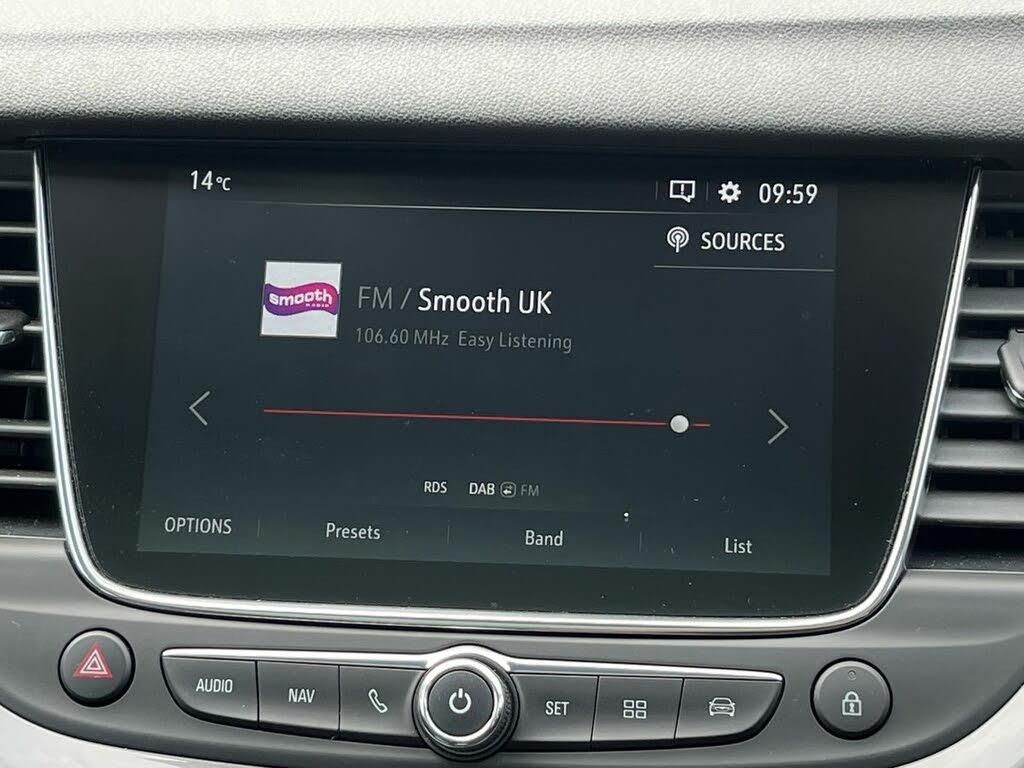 14°C
09:59
SOURCES
smooth
RADIO
FM / Smooth UK
106.60 MHz Easy Listening
RDS DAB FM
OPTIONS Presets Band List
AUDIO NAV SET